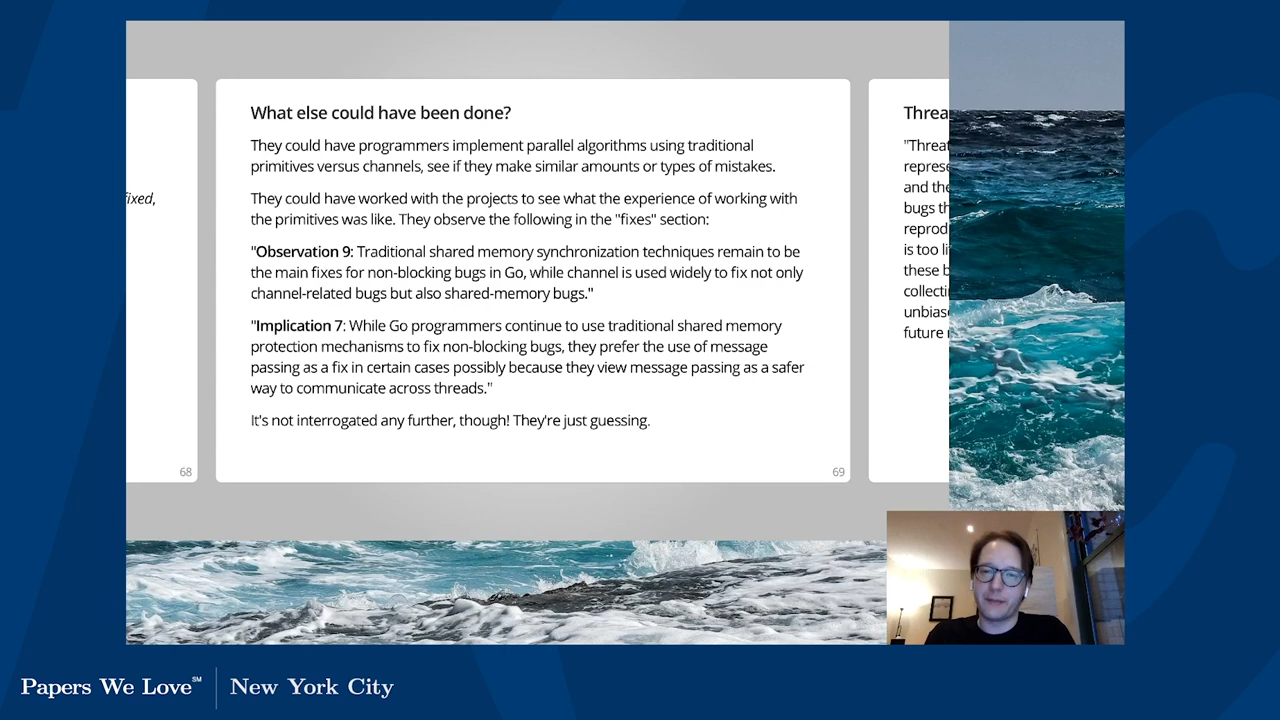 fixed,
68
What else could have been done?
They could have programmers implement parallel algorithms using traditional
primitives versus channels, see if they make similar amounts or types of mistakes.
They could have worked with the projects to see what the experience of working with
the primitives was like. They observe the following in the "fixes" section:
"Observation 9: Traditional shared memory synchronization techniques remain to be
the main fixes for non-blocking bugs in Go, while channel is used widely to fix not only
channel-related bugs but also shared-memory bugs."
"Implication 7: While Go programmers continue to use traditional shared memory
protection mechanisms to fix non-blocking bugs, they prefer the use of message
passing as a fix in certain cases possibly because they view message passing as a safer
way to communicate across threads."
It's not interrogated any further, though! They're just guessing.
69
Threa
"Threat
represe
and the
bugs th
reprod
is too li
these b
collecti
unbias
future
Papers We Love℠ | New York City